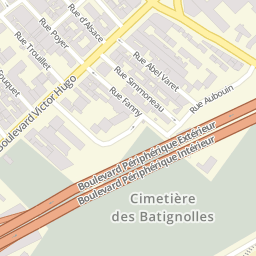 Rue d'Alsace
Rue Poyer
Rue Trouillet
Fouquet
Rue Abel Varet
Rue Simmoneau
Rue Fanny
Rue Aubouin
Boulevard Victor Hugo
Boulevard Périphérique Extérieur
Boulevard Périphérique Intérieur
Cimetière
des Batignolles